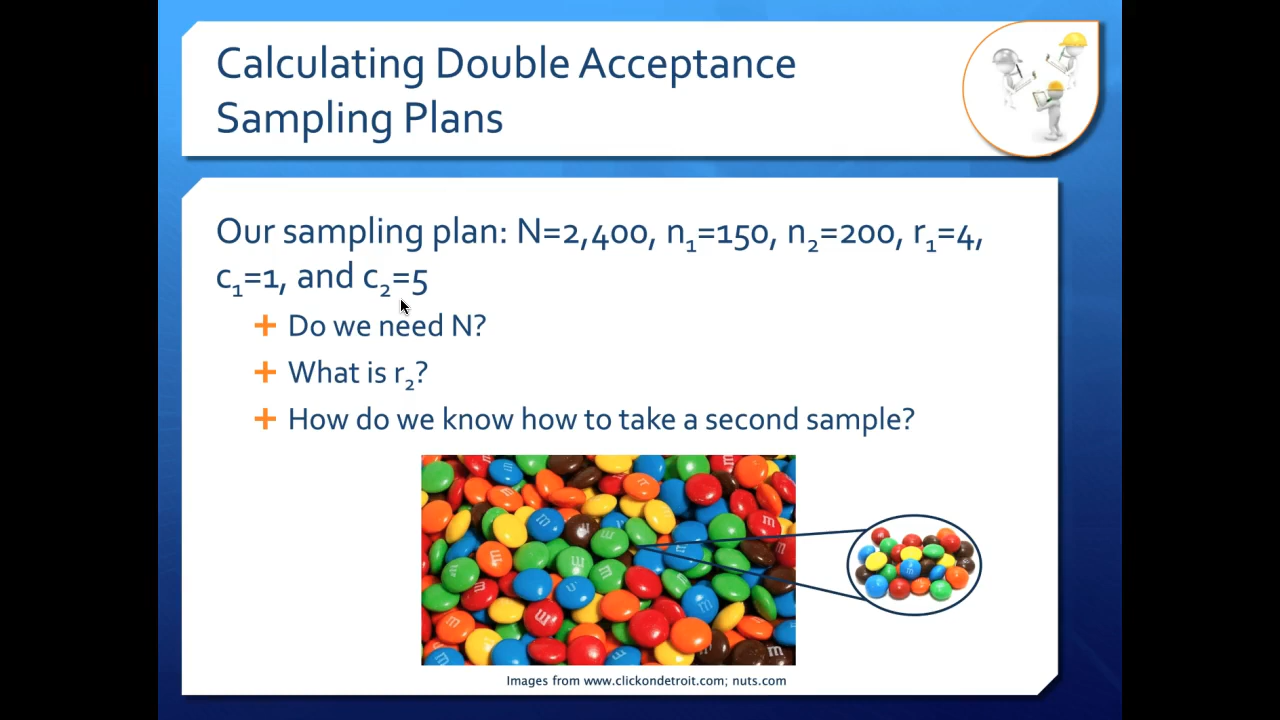 Calculating Double Acceptance
Sampling Plans
Our sampling plan: N=2,400, n₁=150, n₂=200, r₁=4,
c₁=1, and c₂=5
Do we need N?
What is r₂?
How do we know how to take a second sample?
Images from www.clickondetroit.com; nuts.com